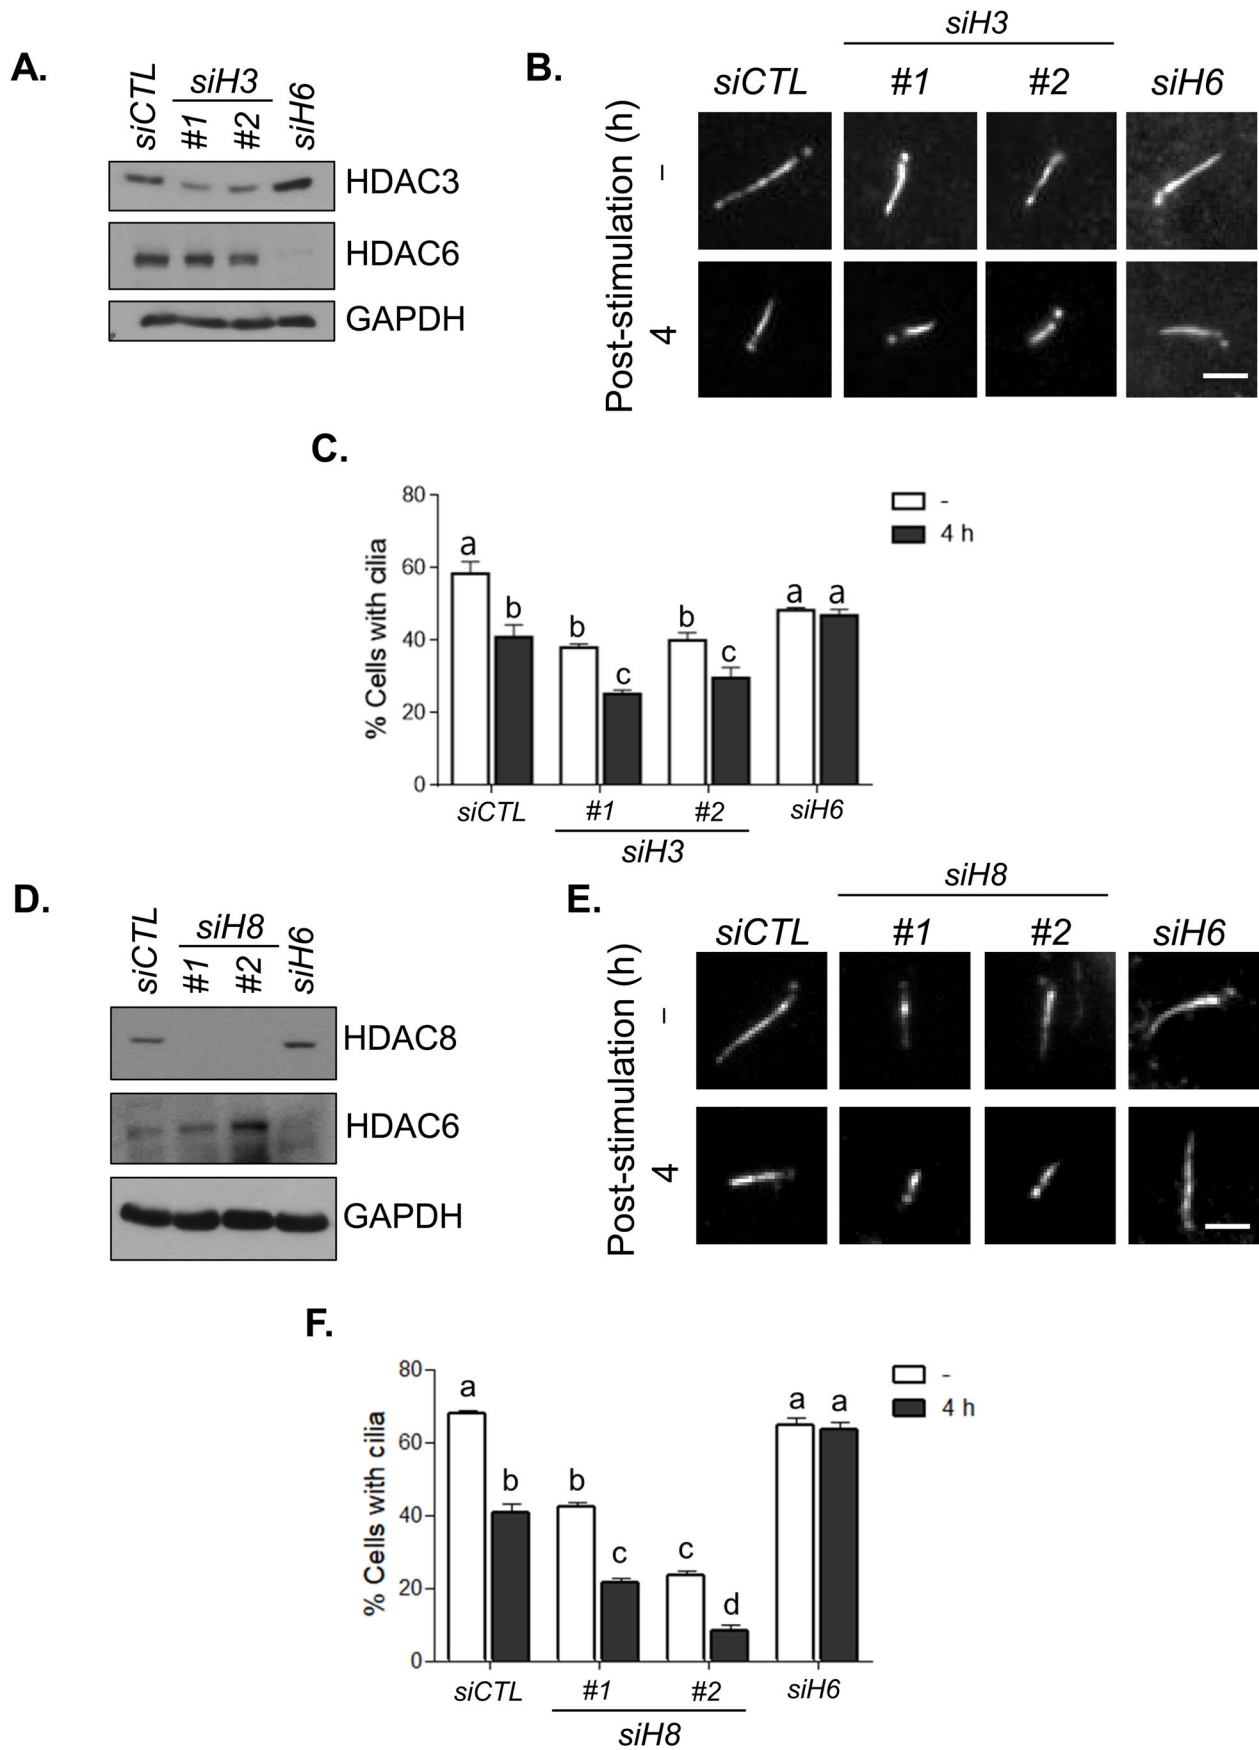 A.
siCTL
siH3
#1
#2
siH6
HDAC3
HDAC6
GAPDH
B.
siH3
siCTL
#1
#2
siH6
Post-stimulation (h)
–
4
C.
% Cells with cilia
80
60
40
20
0
a
b
b
c
b
c
a
a
-
4 h
siCTL
#1
#2
siH6
siH3
D.
siCTL
siH8
#1
#2
siH6
HDAC8
HDAC6
GAPDH
E.
siH8
siCTL
#1
#2
siH6
Post-stimulation (h)
–
4
F.
% Cells with cilia
80
60
40
20
0
a
b
b
c
c
d
a
a
-
4 h
siCTL
#1
#2
siH6
siH8